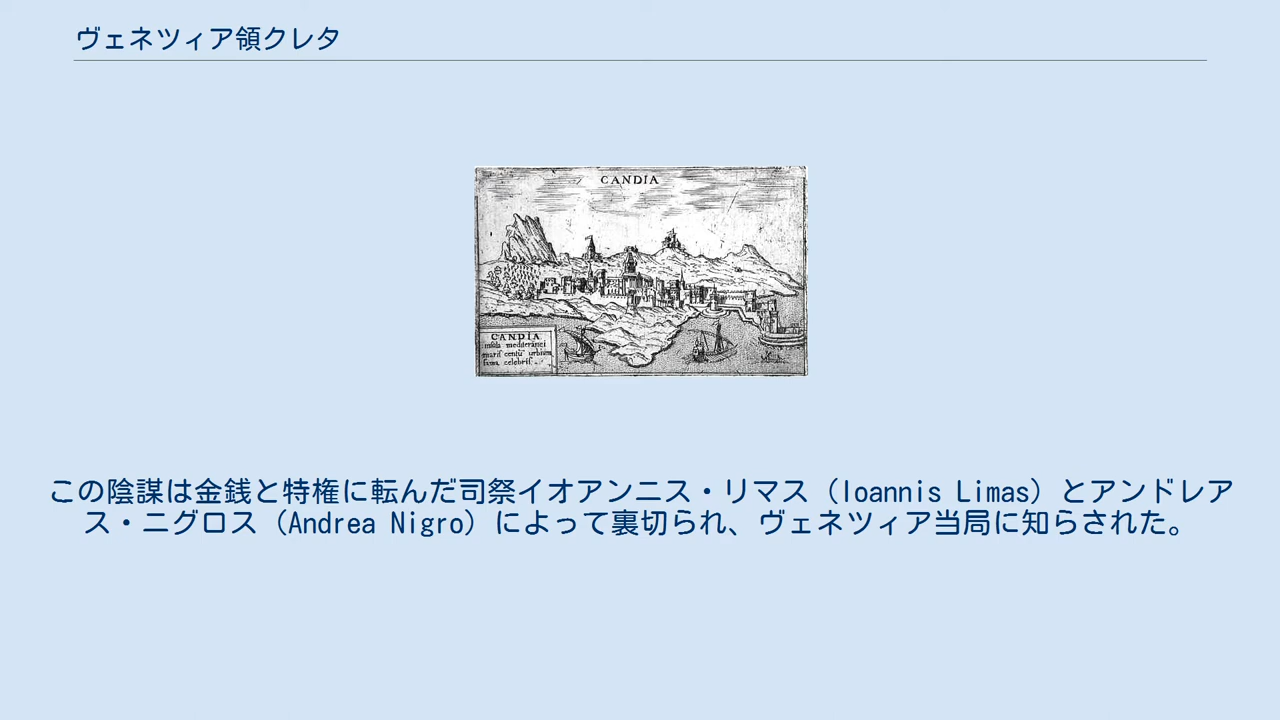 ヴェネツィア領クレタ
CANDIA
CANDIA
insula mediteranei
maris centū urbium
fama celebris.
この陰謀は金銭と特権に転んだ司祭イオアンニス・リマス（Ioannis Limas）とアンドレア
ス・ニグロス（Andrea Nigro）によって裏切られ、ヴェネツィア当局に知らされた。